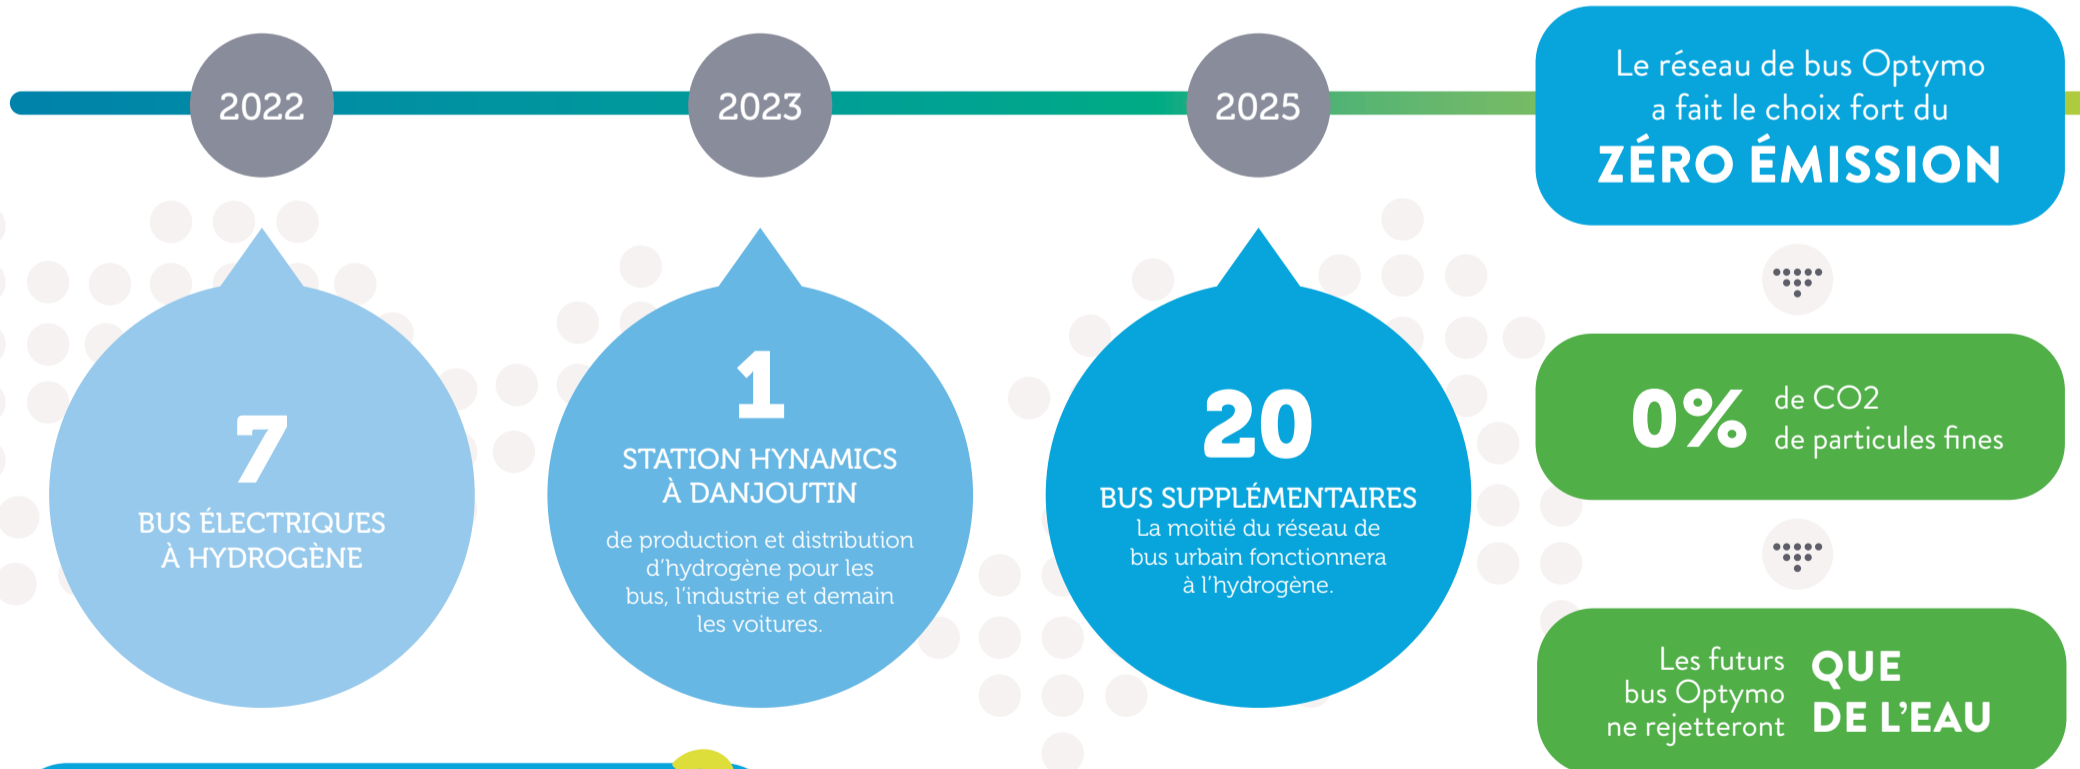 2022
2023
2025
7
BUS ÉLECTRIQUES
À HYDROGÈNE
1
STATION HYNAMICS
À DANJOUTIN
de production et distribution
d'hydrogène pour les
bus, l'industrie et demain
les voitures.
20
BUS SUPPLÉMENTAIRES
La moitié du réseau de
bus urbain fonctionnera
à l'hydrogène.
Le réseau de bus Optymo
a fait le choix fort du
ZÉRO ÉMISSION
0%
de CO2
de particules fines
Les futurs
bus Optymo
ne rejetteront
QUE
DE L'EAU